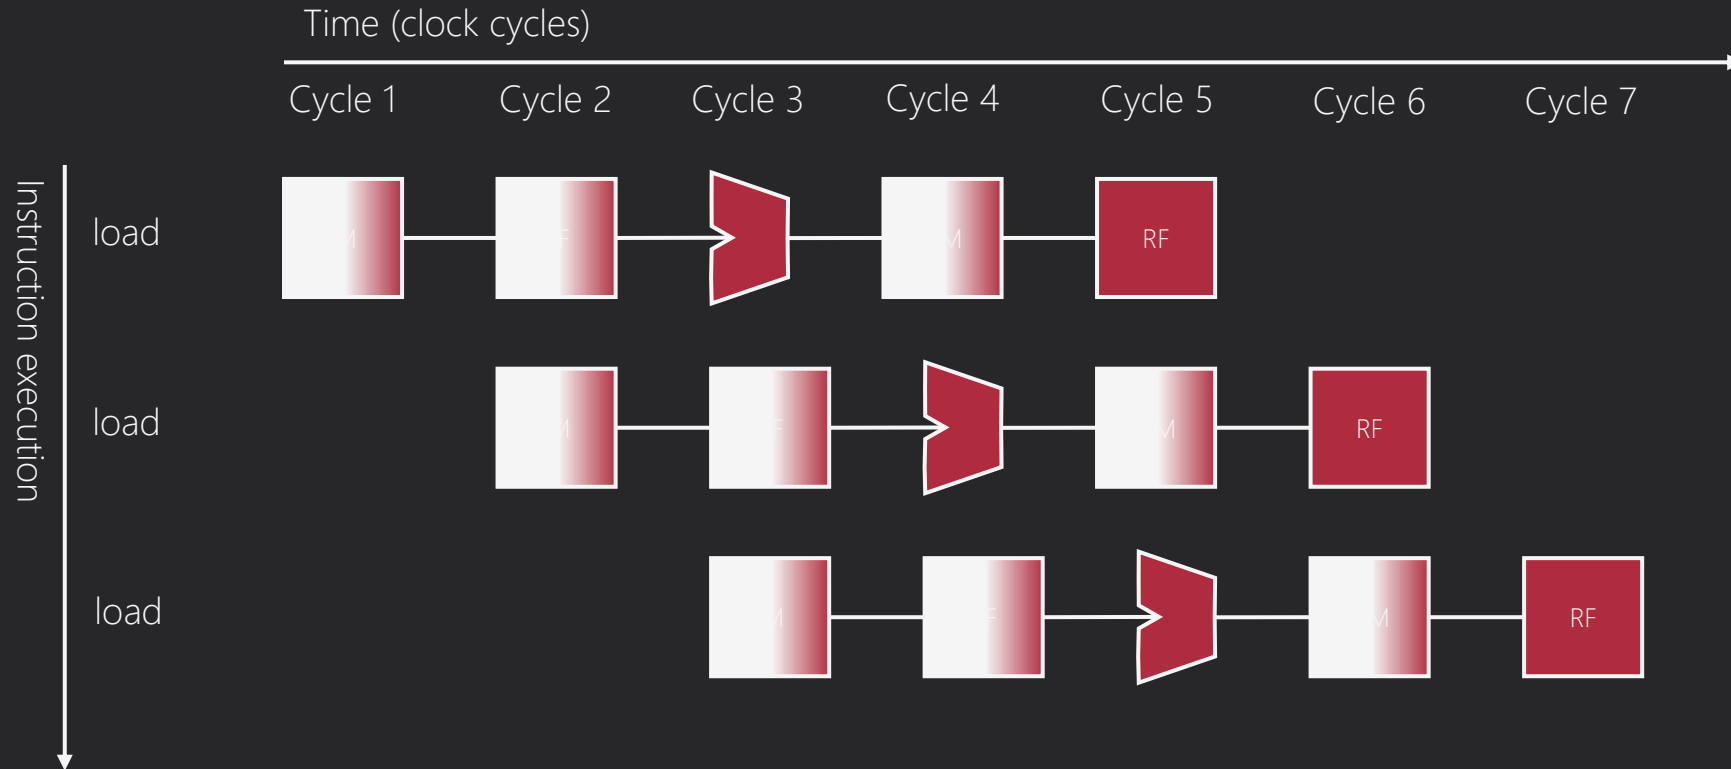 Time (clock cycles)
Cycle 1 Cycle 2 Cycle 3 Cycle 4 Cycle 5 Cycle 6 Cycle 7
Instruction execution
load
RF
load
RF
load
RF